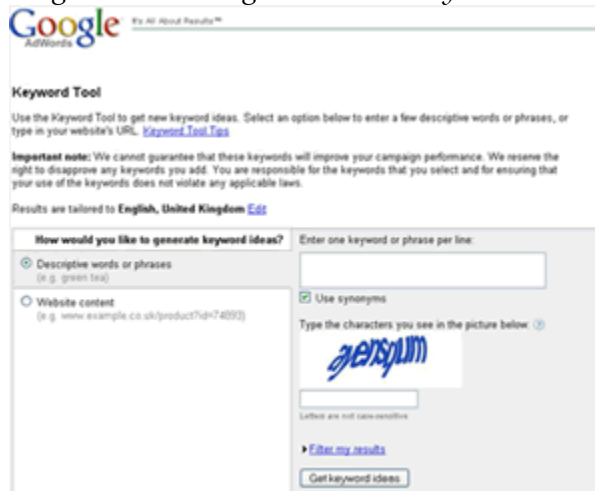 Google
AdWords
It's All About Results™
Keyword Tool
Use the Keyword Tool to get new keyword ideas. Select an option below to enter a few descriptive words or phrases, or
type in your website's URL. Keyword Tool Tips
Important note: We cannot guarantee that these keywords will improve your campaign performance. We reserve the
right to disapprove any keywords you add. You are responsible for the keywords that you select and for ensuring that
your use of the keywords does not violate any applicable laws.
Results are tailored to English, United Kingdom Edit
How would you like to generate keyword ideas?
Descriptive words or phrases
(e.g. green tea)
Website content
(e.g. www.example.co.uk/product?id=74893)
Enter one keyword or phrase per line:
Use synonyms
Type the characters you see in the picture below.
Letters are not case-sensitive
Filter my results
Get keyword ideas